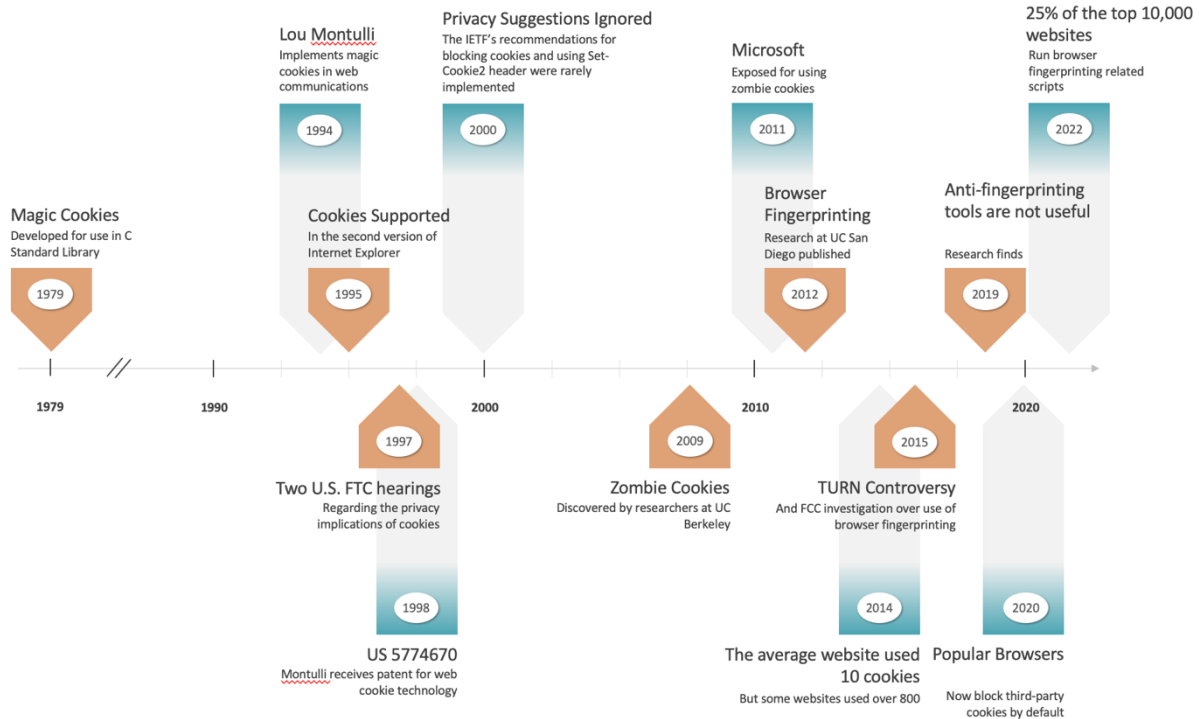 Lou Montulli
Implements magic
cookies in web
communications
1994
Privacy Suggestions Ignored
The IETF's recommendations for
blocking cookies and using Set-
Cookie2 header were rarely
implemented
2000
Microsoft
Exposed for using
zombie cookies
2011
25% of the top 10,000
websites
Run browser
fingerprinting related
scripts
2022
Magic Cookies
Developed for use in C
Standard Library
1979
Cookies Supported
In the second version of
Internet Explorer
1995
Browser
Fingerprinting
Research at UC San
Diego published
2012
Anti-fingerprinting
tools are not useful
Research finds
2019
1979
1990
2000
2010
2020
1997
Two U.S. FTC hearings
Regarding the privacy
implications of cookies
2009
Zombie Cookies
Discovered by researchers at UC
Berkeley
2015
TURN Controversy
And FCC investigation over use of
browser fingerprinting
1998
US 5774670
Montulli receives patent for web
cookie technology
2014
The average website used
10 cookies
But some websites used over 800
2020
Popular Browsers
Now block third-party
cookies by default